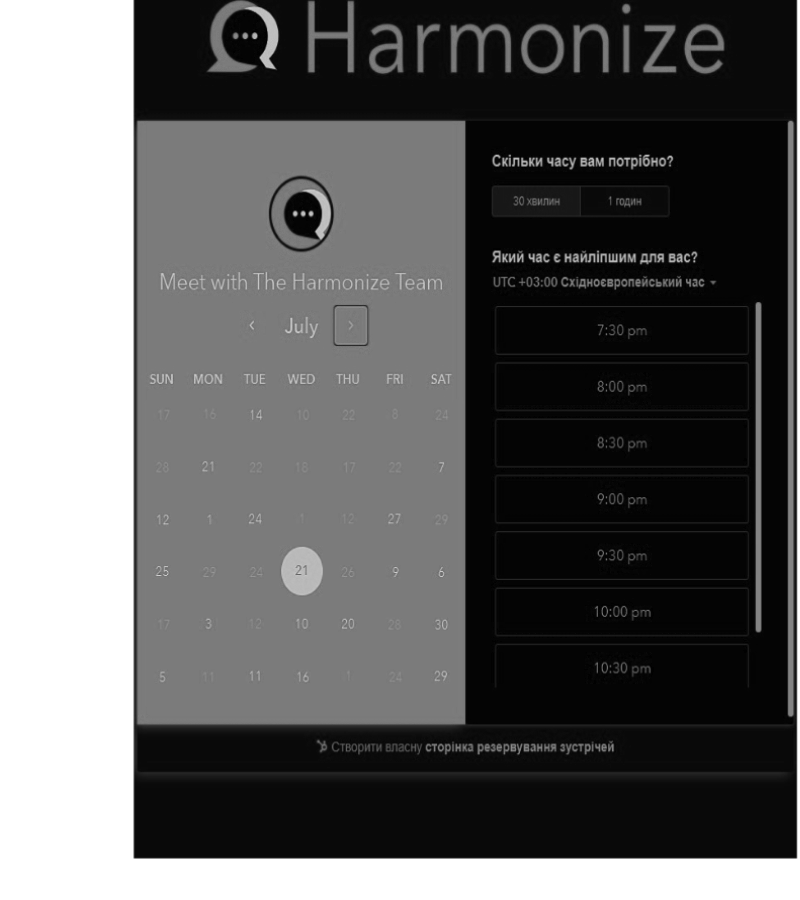 Harmonize
Meet with The Harmonize Team
July
SUN MON TUE WED THU FRI SAT
17 16 14 10 22 8 24
28 21 22 18 17 22 7
12 1 24 1 12 27 29
25 29 24 21 26 9 6
17 3 12 10 20 28 30
5 11 11 16 1 24 29
Скільки часу вам потрібно?
30 хвилин 1 годин
Який час є найліпшим для вас?
UTC +03:00 Східноєвропейський час
7:30 pm
8:00 pm
8:30 pm
9:00 pm
9:30 pm
10:00 pm
10:30 pm
Створити власну сторінка резервування зустрічей